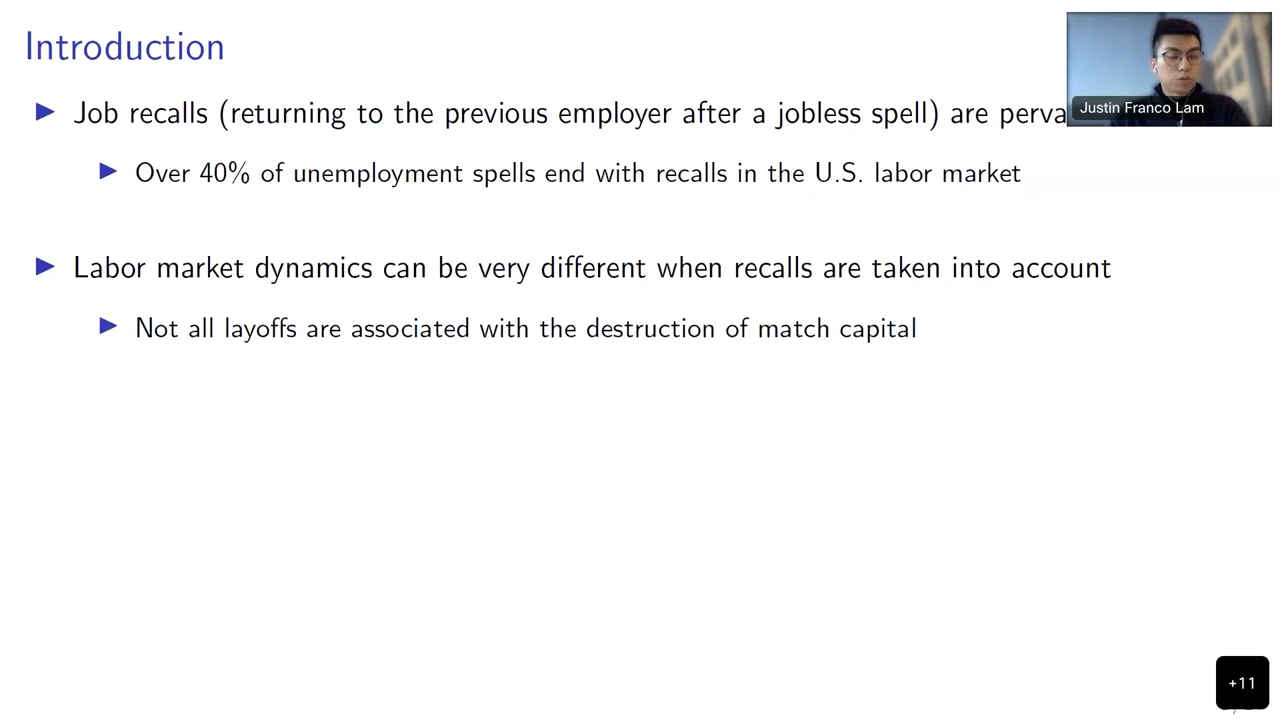 Introduction
Job recalls (returning to the previous employer after a jobless spell) are
Justin Franco Lam
Over 40% of unemployment spells end with recalls in the U.S. labor market
Labor market dynamics can be very different when recalls are taken into account
Not all layoffs are associated with the destruction of match capital
+11